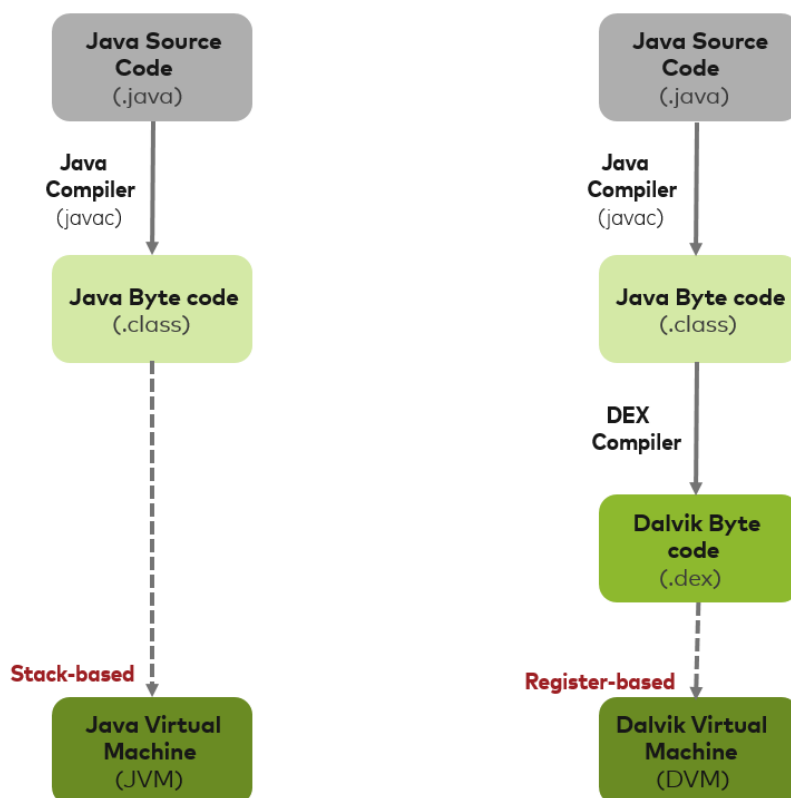 Java Source
Code
(.java)
Java
Compiler
(javac)
Java Byte code
(.class)
Stack-based
Java Virtual
Machine
(JVM)
Java Source
Code
(.java)
Java
Compiler
(javac)
Java Byte code
(.class)
DEX
Compiler
Dalvik Byte
code
(.dex)
Register-based
Dalvik Virtual
Machine
(DVM)